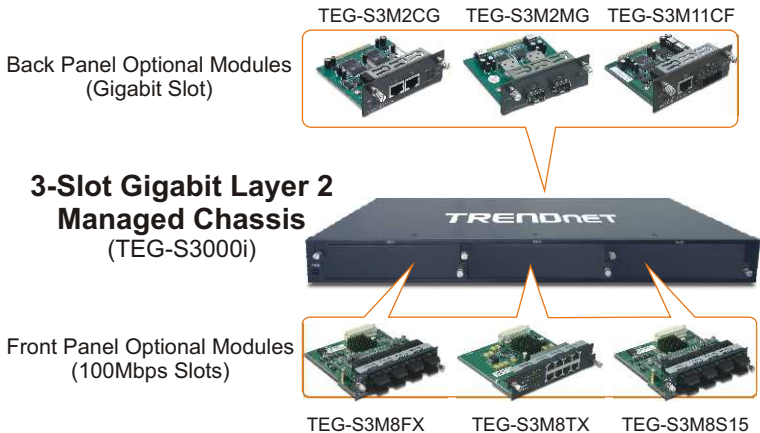 TEG-S3M2CG TEG-S3M2MG TEG-S3M11CF
Back Panel Optional Modules
(Gigabit Slot)
3-Slot Gigabit Layer 2
Managed Chassis
(TEG-S3000i)
TRENDNET
Front Panel Optional Modules
(100Mbps Slots)
TEG-S3M8FX TEG-S3M8TX TEG-S3M8S15